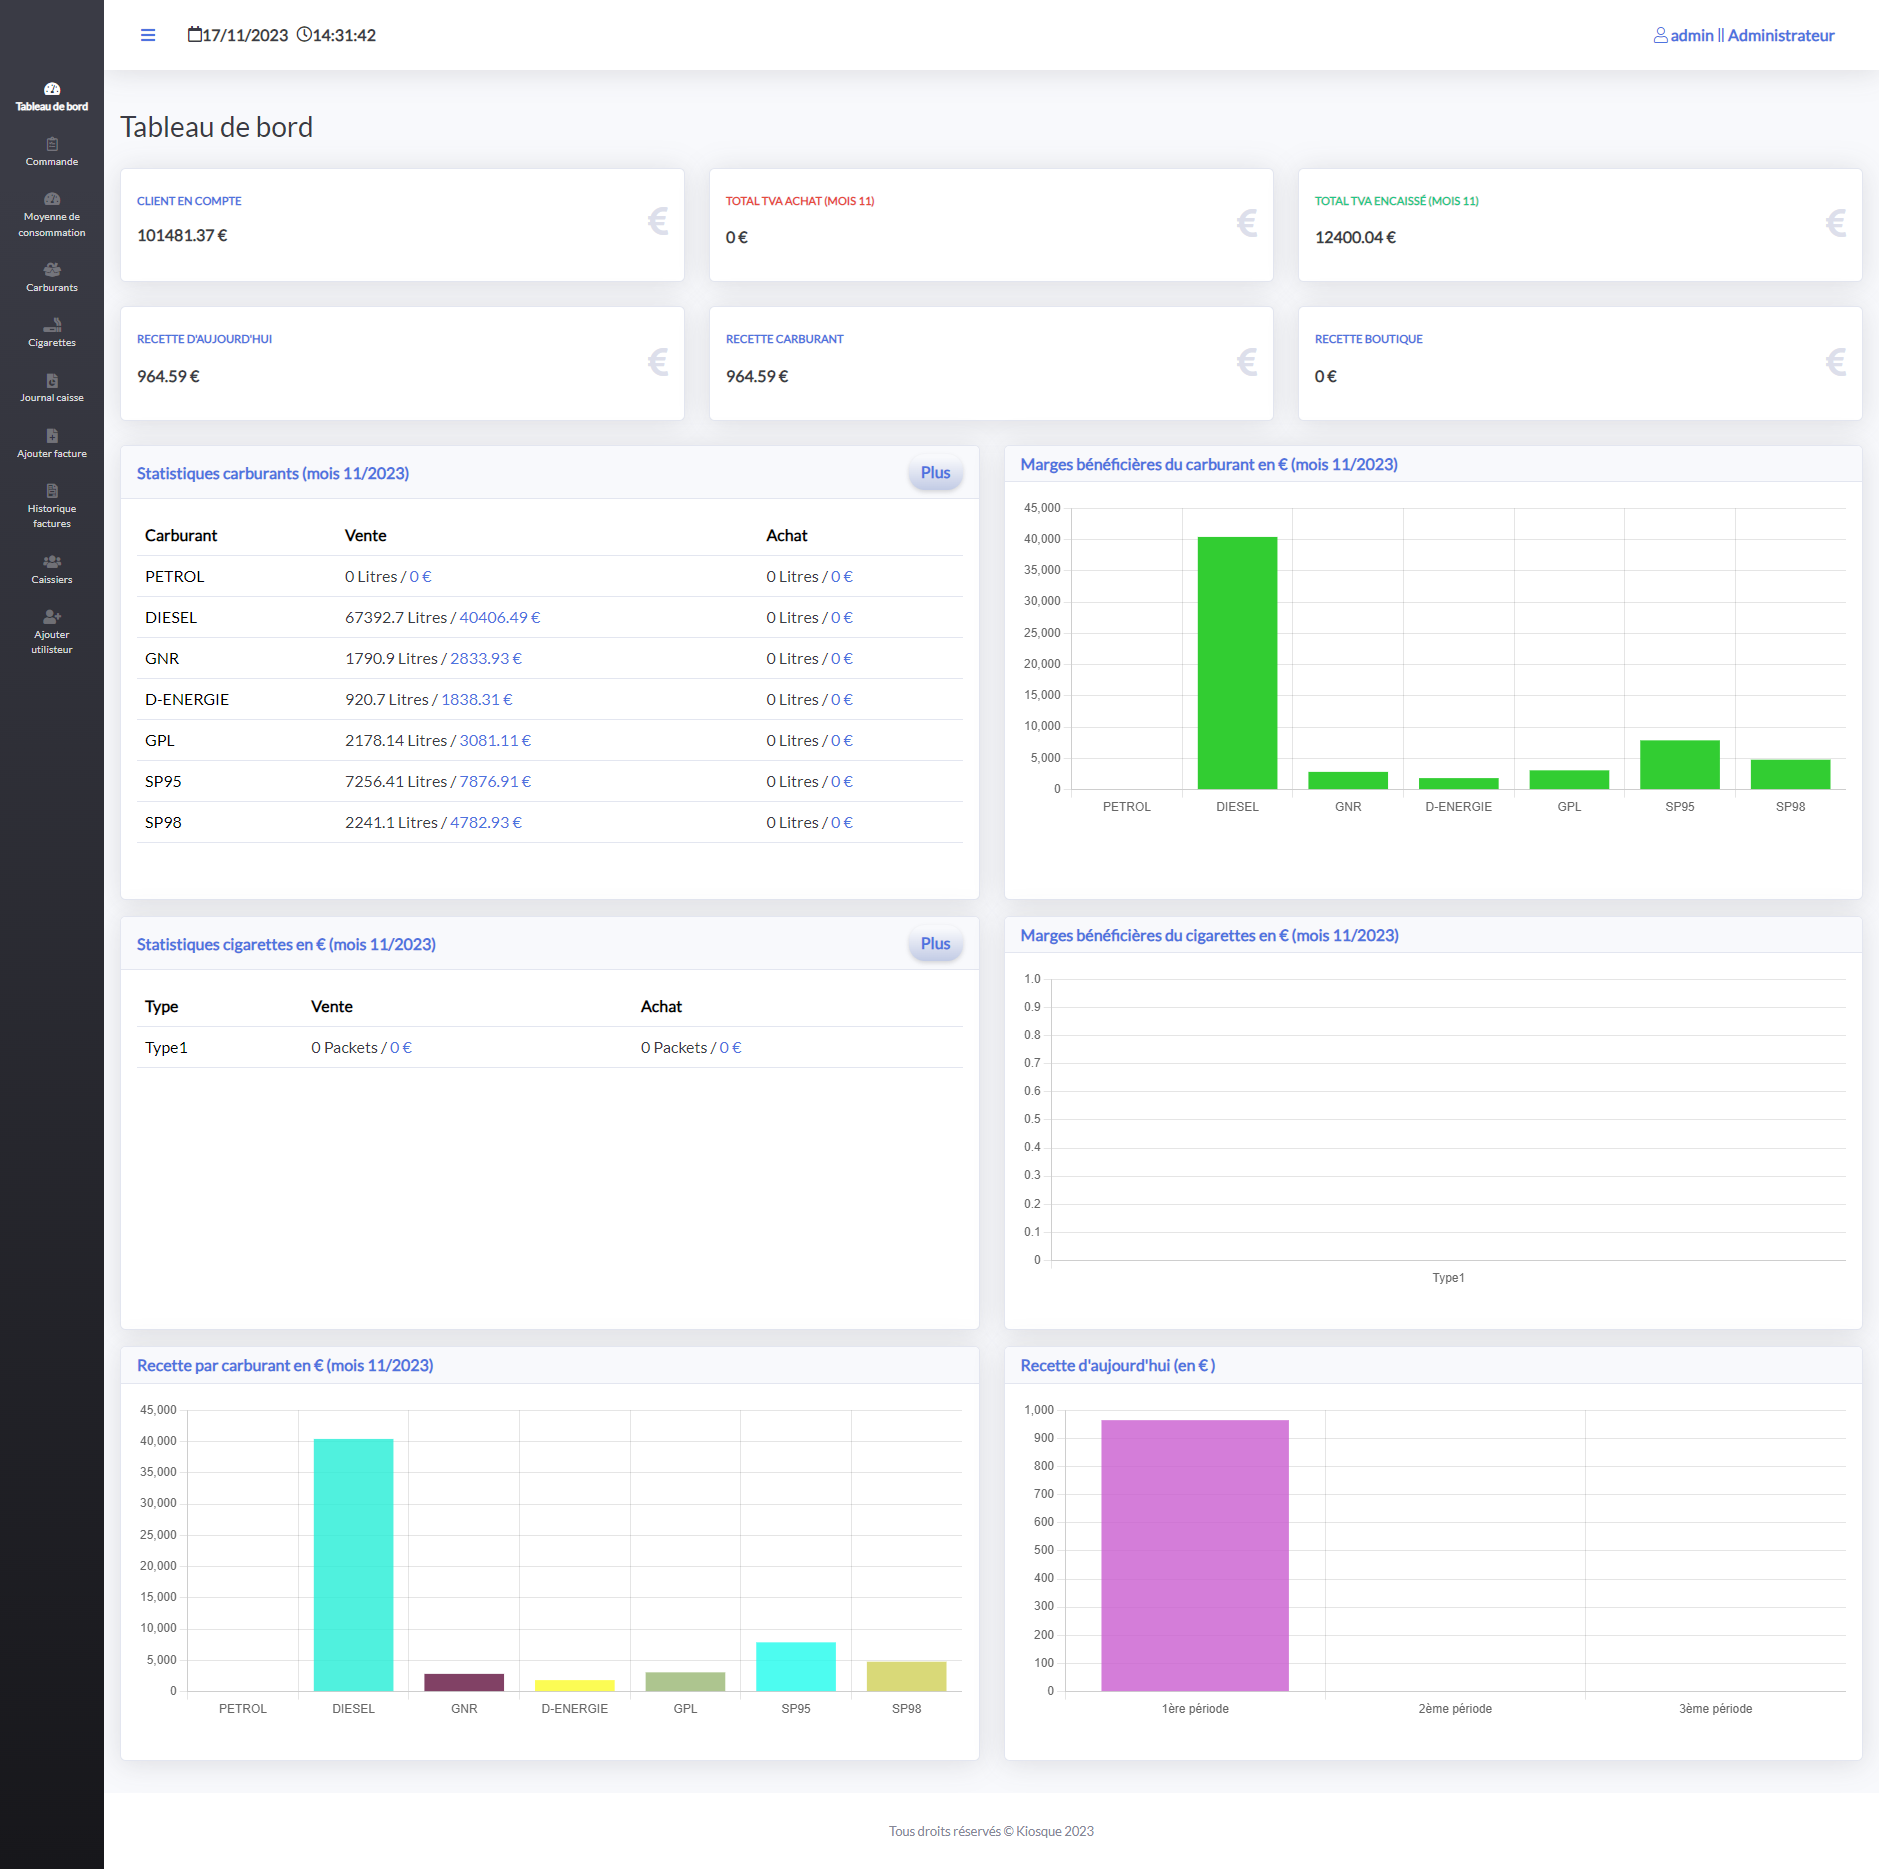 17/11/2023 14:31:42
admin || Administrateur
Tableau de bord
Commande
Moyenne de
consommation
Carburants
Cigarettes
Journal caisse
Ajouter facture
Historique
factures
Caissiers
Ajouter
utilisteur
Tableau de bord
CLIENT EN COMPTE
101481.37 €
€
TOTAL TVA ACHAT (MOIS 11)
0 €
€
TOTAL TVA ENCAISSÉ (MOIS 11)
12400.04 €
€
RECETTE D'AUJOURD'HUI
964.59 €
€
RECETTE CARBURANT
964.59 €
€
RECETTE BOUTIQUE
0 €
€
Statistiques carburants (mois 11/2023) Plus
Carburant Vente Achat
PETROL 0 Litres / 0 € 0 Litres / 0 €
DIESEL 67392.7 Litres / 40406.49 € 0 Litres / 0 €
GNR 1790.9 Litres / 2833.93 € 0 Litres / 0 €
D-ENERGIE 920.7 Litres / 1838.31 € 0 Litres / 0 €
GPL 2178.14 Litres / 3081.11 € 0 Litres / 0 €
SP95 7256.41 Litres / 7876.91 € 0 Litres / 0 €
SP98 2241.1 Litres / 4782.93 € 0 Litres / 0 €
Marges bénéficières du carburant en € (mois 11/2023)
45,000
40,000
35,000
30,000
25,000
20,000
15,000
10,000
5,000
0
PETROL DIESEL GNR D-ENERGIE GPL SP95 SP98
Statistiques cigarettes en € (mois 11/2023) Plus
Type Vente Achat
Type1 0 Packets / 0 € 0 Packets / 0 €
Marges bénéficières du cigarettes en € (mois 11/2023)
1.0
0.9
0.8
0.7
0.6
0.5
0.4
0.3
0.2
0.1
0
Type1
Recette par carburant en € (mois 11/2023)
45,000
40,000
35,000
30,000
25,000
20,000
15,000
10,000
5,000
0
PETROL DIESEL GNR D-ENERGIE GPL SP95 SP98
Recette d'aujourd'hui (en € )
1,000
900
800
700
600
500
400
300
200
100
0
1ère période 2ème période 3ème période
Tous droits réservés © Kiosque 2023